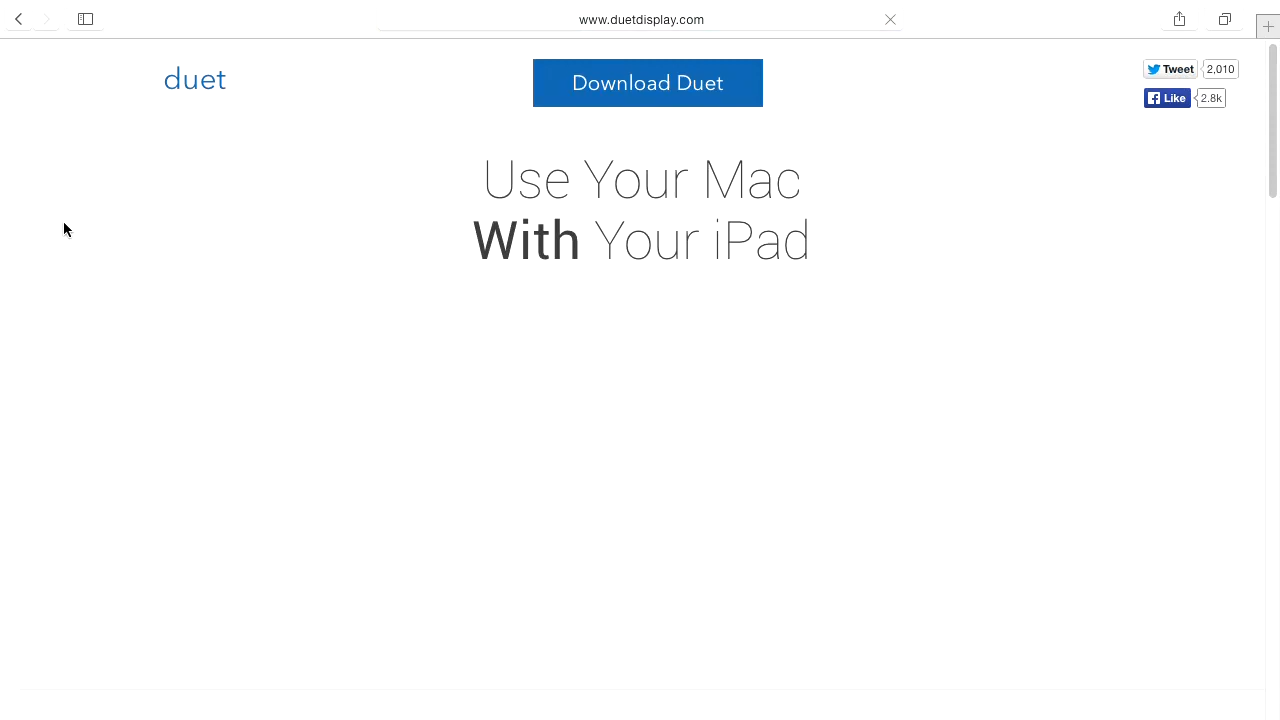 www.duetdisplay.com
duet
Download Duet
Tweet 2,010
Like 2.8k
Use Your Mac
With Your iPad